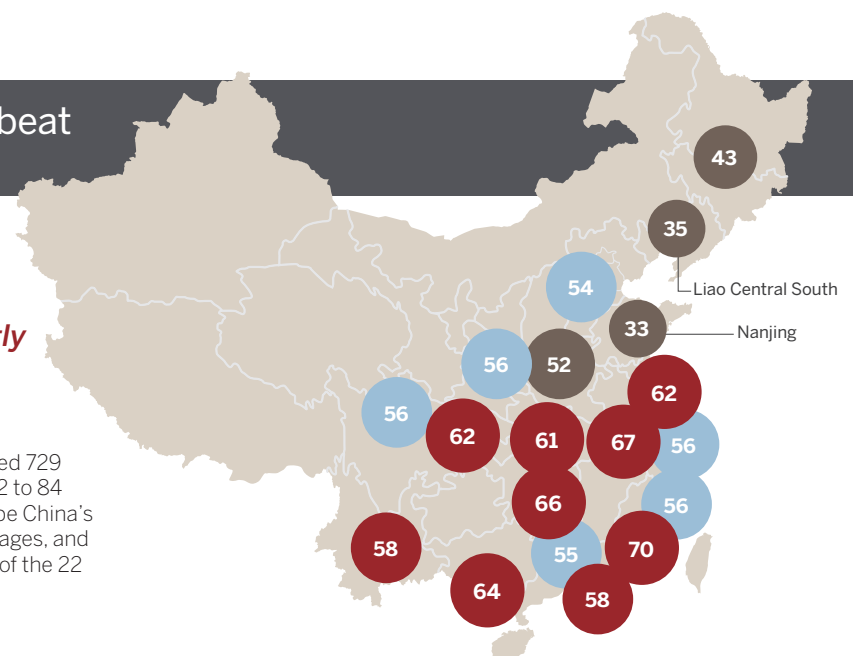 beat
43
35
Liao Central South
54
rly
33
Nanjing
56
52
62
56
62
61
67
56
ed 729
2 to 84
66
56
be China's
ages, and
58
55
70
of the 22
64
58